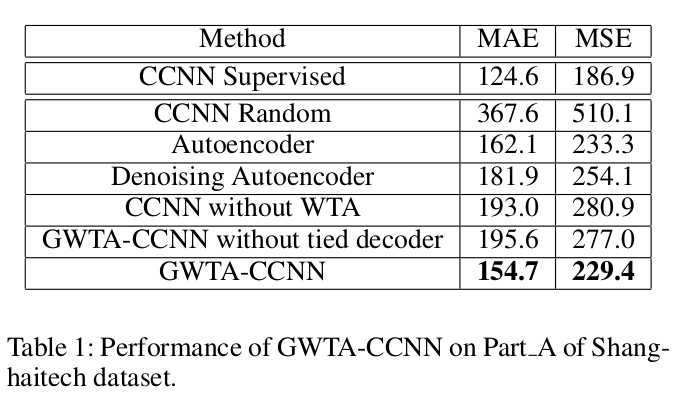 Method MAE MSE
CCNN Supervised 124.6 186.9
CCNN Random 367.6 510.1
Autoencoder 162.1 233.3
Denoising Autoencoder 181.9 254.1
CCNN without WTA 193.0 280.9
GWTA-CCNN without tied decoder 195.6 277.0
GWTA-CCNN 154.7 229.4
Table 1: Performance of GWTA-CCNN on Part_A of Shang-
haitech dataset.